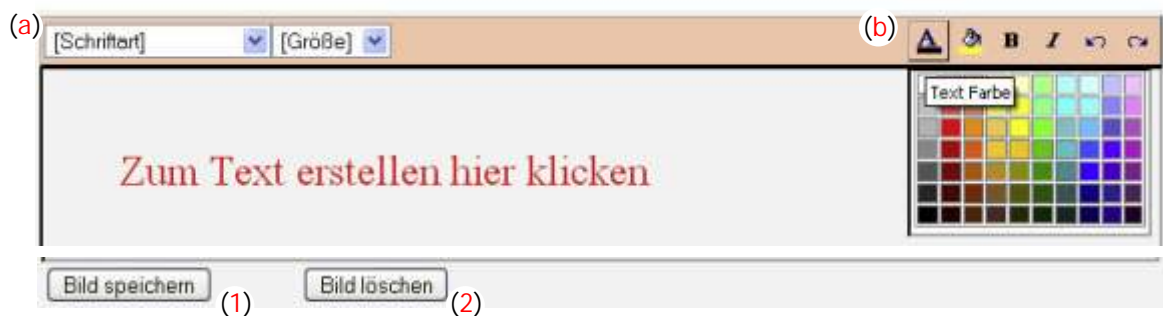 (a) [Schriftart] [Größe] (b) A B I
Text Farbe
Zum Text erstellen hier klicken
Bild speichern (1) Bild löschen (2)